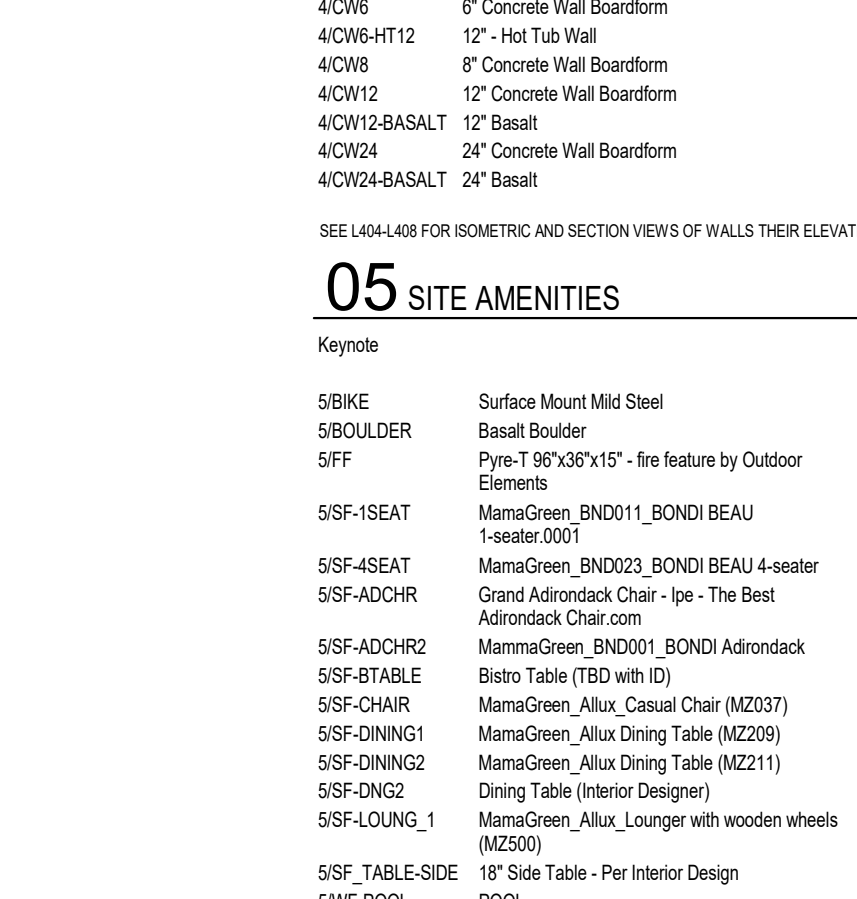 4/CW6 6" Concrete Wall Boardform
4/CW6-HT12 12" - Hot Tub Wall
4/CW8 8" Concrete Wall Boardform
4/CW12 12" Concrete Wall Boardform
4/CW12-BASALT 12" Basalt
4/CW24 24" Concrete Wall Boardform
4/CW24-BASALT 24" Basalt
SEE L404-L408 FOR ISOMETRIC AND SECTION VIEWS OF WALLS THEIR ELEVAT
05 SITE AMENITIES
Keynote
5/BIKE Surface Mount Mild Steel
5/BOULDER Basalt Boulder
5/FF Pyre-T 96"x36"x15" - fire feature by Outdoor
Elements
5/SF-1SEAT MamaGreen_BND011_BONDI BEAU
1-seater.0001
5/SF-4SEAT MamaGreen_BND023_BONDI BEAU 4-seater
5/SF-ADCHR Grand Adirondack Chair - Ipe - The Best
Adirondack Chair.com
5/SF-ADCHR2 MammaGreen_BND001_BONDI Adirondack
5/SF-BTABLE Bistro Table (TBD with ID)
5/SF-CHAIR MamaGreen_Allux_Casual Chair (MZ037)
5/SF-DINING1 MamaGreen_Allux Dining Table (MZ209)
5/SF-DINING2 MamaGreen_Allux Dining Table (MZ211)
5/SF-DNG2 Dining Table (Interior Designer)
5/SF-LOUNG_1 MamaGreen_Allux_Lounger with wooden wheels
(MZ500)
5/SF_TABLE-SIDE 18" Side Table - Per Interior Design
5/WF-POOL POOL